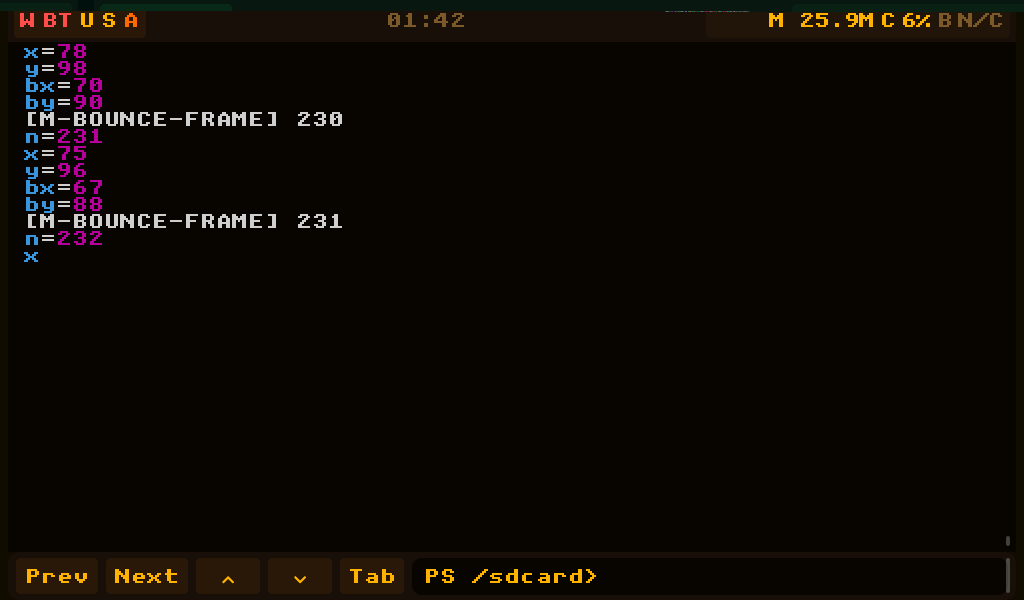 W BT U S A 01:42 M 25.9M C 6% B N/C
x=78
y=98
bx=70
by=90
[M-BOUNCE-FRAME] 230
n=231
x=75
y=96
bx=67
by=88
[M-BOUNCE-FRAME] 231
n=232
x
Prev Next ^ ⌄ Tab PS /sdcard>